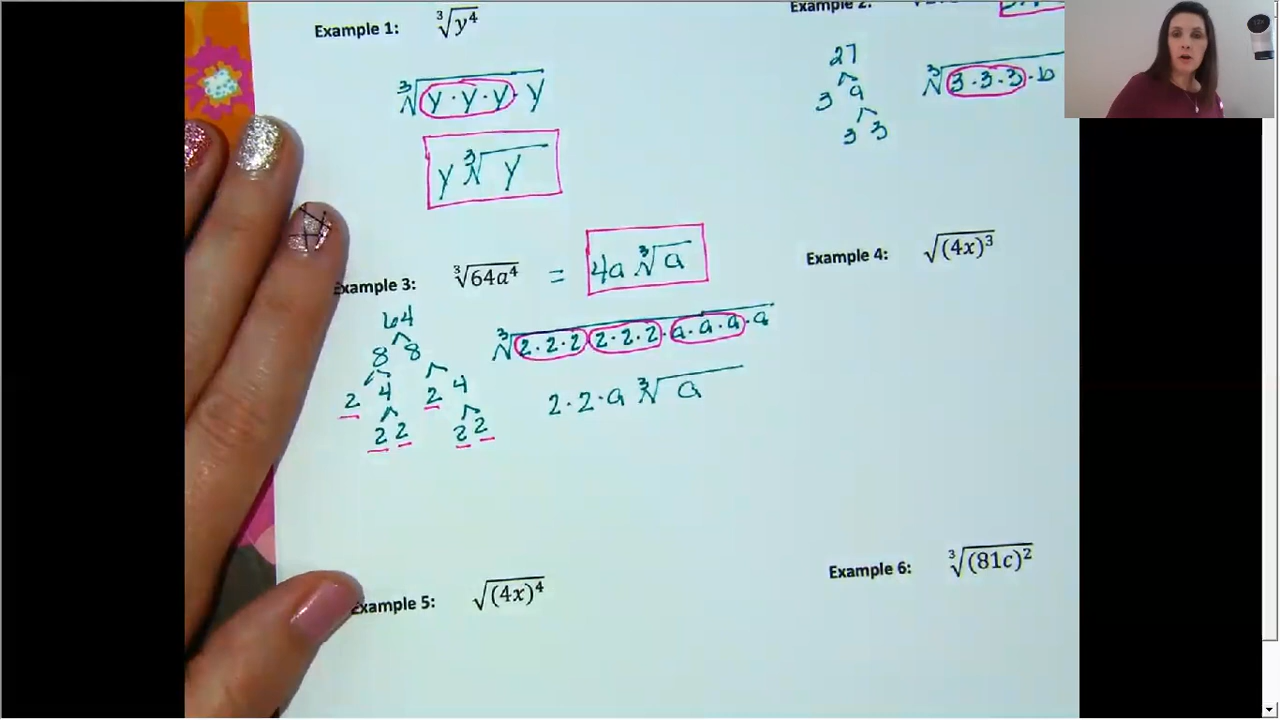 Example 1: ∛y⁴
∛y·y·y·y
y∛y
Example 2:
27
3 9
3 3
∛3·3·3·b
Example 3: ∛64a⁴ = 4a∛a
64
8 8
2 4 2 4
2 2 2 2
∛2·2·2·2·2·2·a·a·a·a
2·2·a∛a
Example 4: √(4x)³
Example 5: √(4x)⁴
Example 6: ∛(81c)²